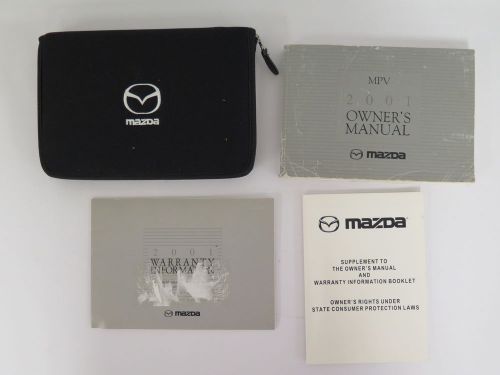 mazda
MPV
2001
OWNER'S
MANUAL
mazda
2001
WARRANTY
INFORMATION
mazda
mazda
SUPPLEMENT TO
THE OWNER'S MANUAL
AND
WARRANTY INFORMATION BOOKLET
OWNER'S RIGHTS UNDER
STATE CONSUMER PROTECTION LAWS